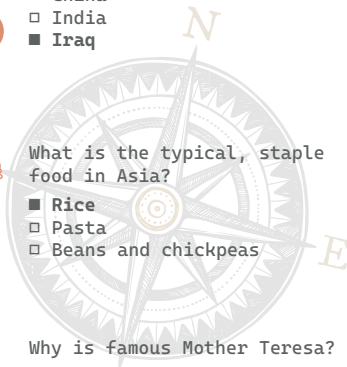 □ India
■ Iraq
N
What is the typical, staple
food in Asia?
■ Rice
□ Pasta
□ Beans and chickpeas
E
Why is famous Mother Teresa?